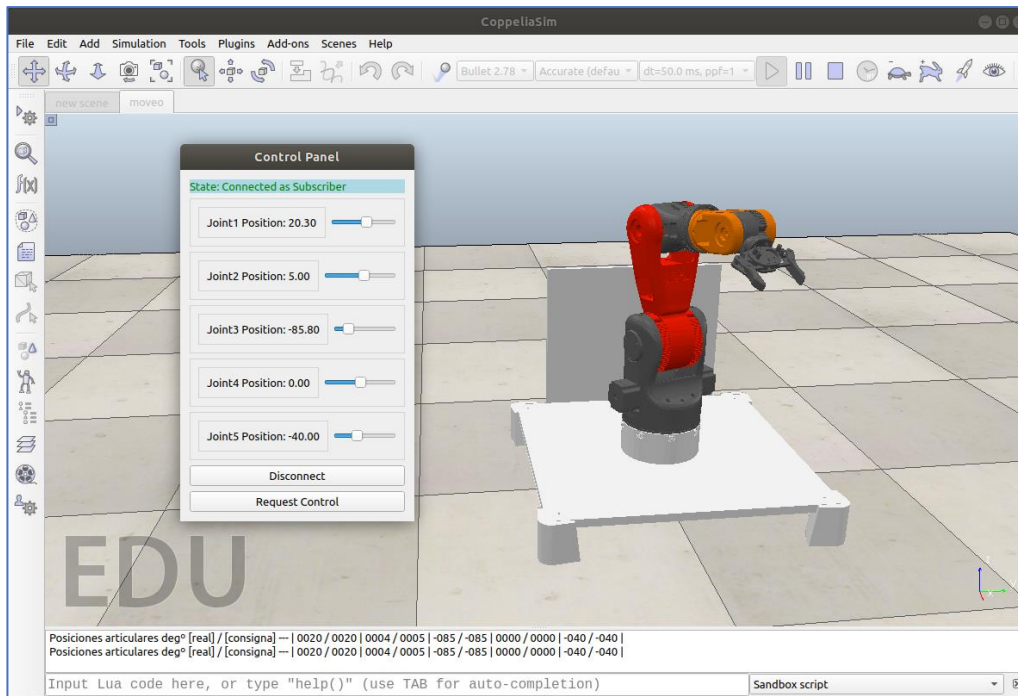 CoppeliaSim
File Edit Add Simulation Tools Plugins Add-ons Scenes Help
Bullet 2.78 Accurate (defau dt=50.0 ms, ppf=1
new scene moveo
f(x)
Control Panel
State: Connected as Subscriber
Joint1 Position: 20.30
Joint2 Position: 5.00
Joint3 Position: -85.80
Joint4 Position: 0.00
Joint5 Position: -40.00
Disconnect
Request Control
EDU
Posiciones articulares degº [real] / [consigna] --- | 0020 / 0020 | 0004 / 0005 | -085 / -085 | 0000 / 0000 | -040 / -040 |
Posiciones articulares degº [real] / [consigna] --- | 0020 / 0020 | 0004 / 0005 | -085 / -085 | 0000 / 0000 | -040 / -040 |
Input Lua code here, or type "help()" (use TAB for auto-completion) Sandbox script